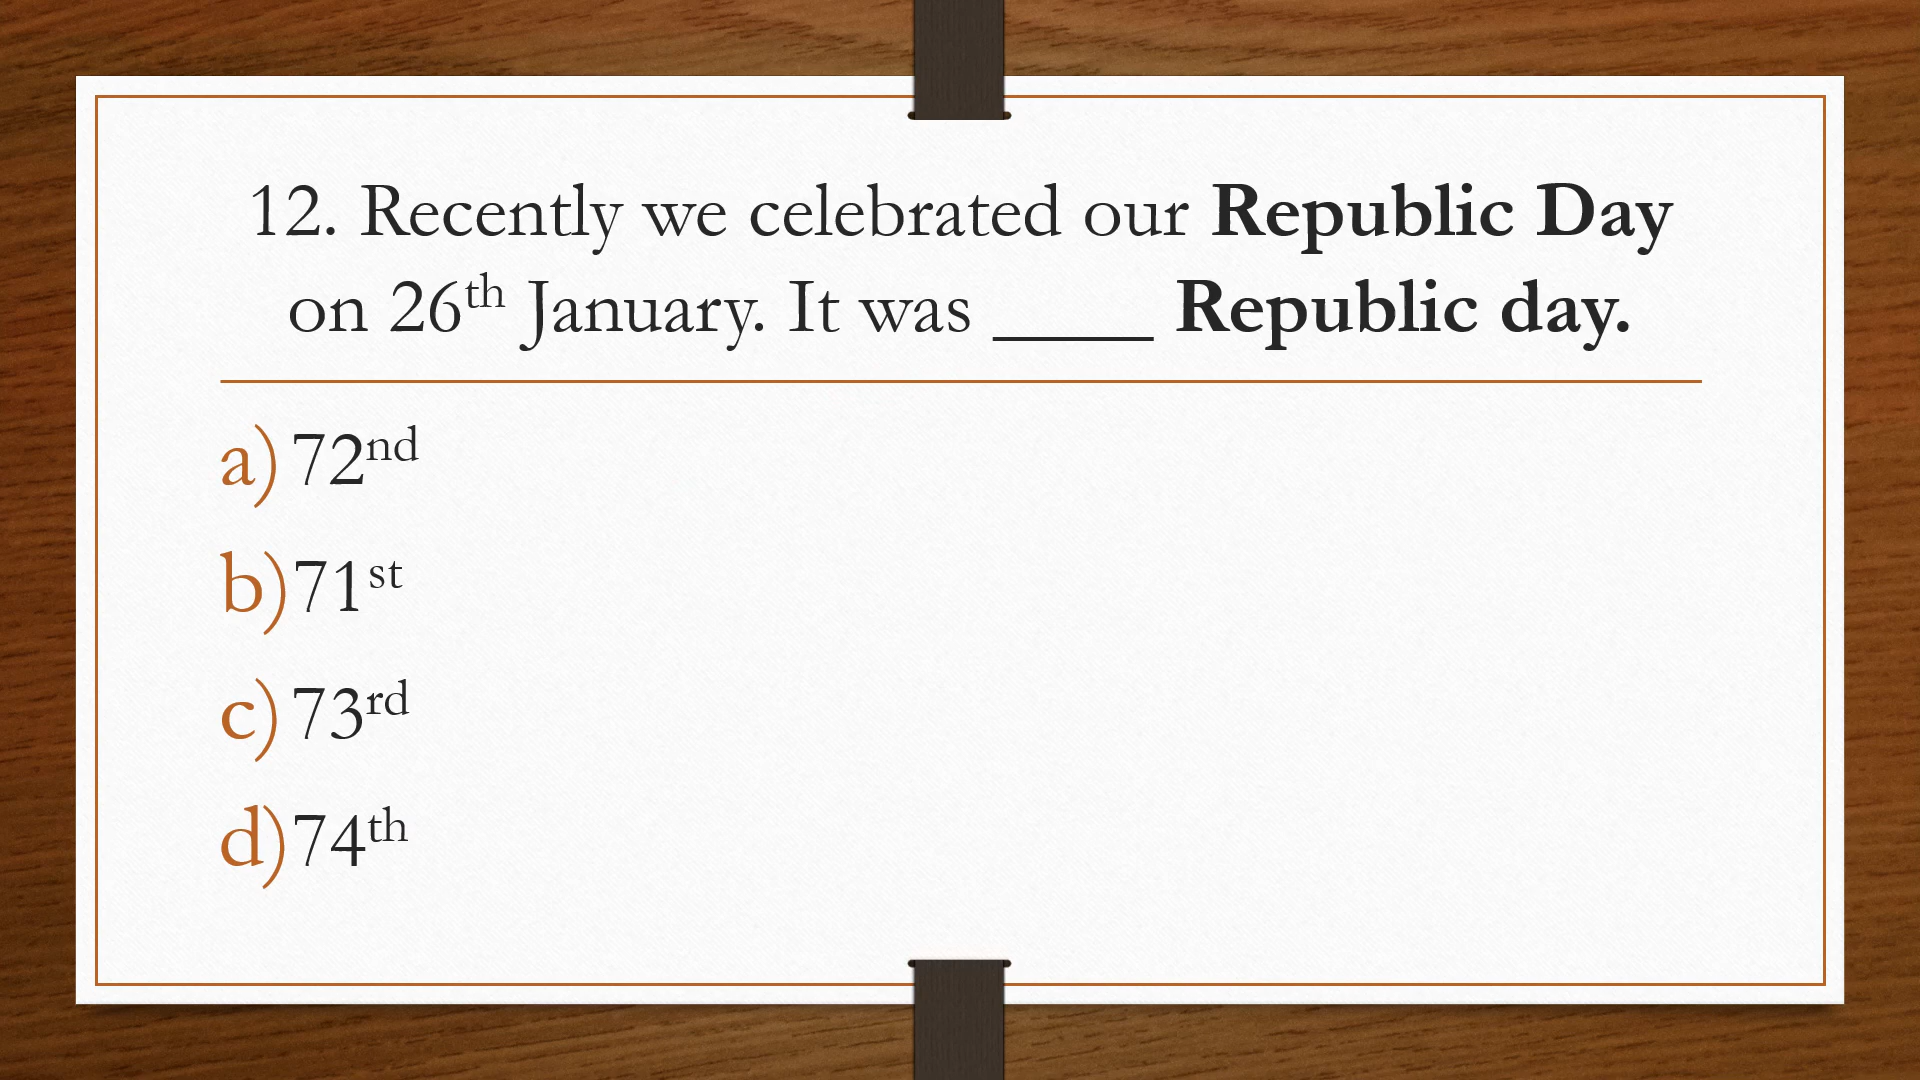 12. Recently we celebrated our Republic Day
on 26th January. It was ____ Republic day.
a) 72nd
b) 71st
c) 73rd
d) 74th